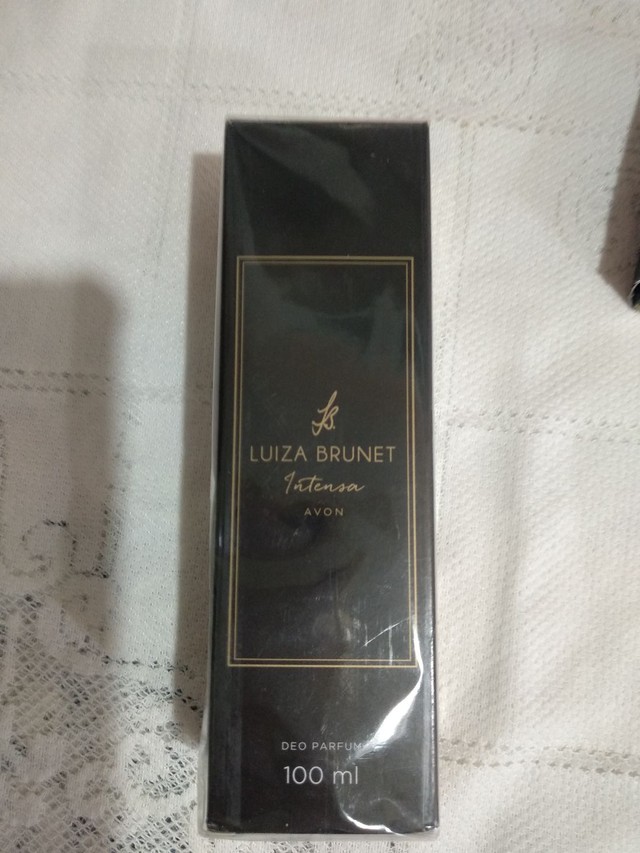 LB.
LUIZA BRUNET
Intensa
AVON
DEO PARFUM
100 ml